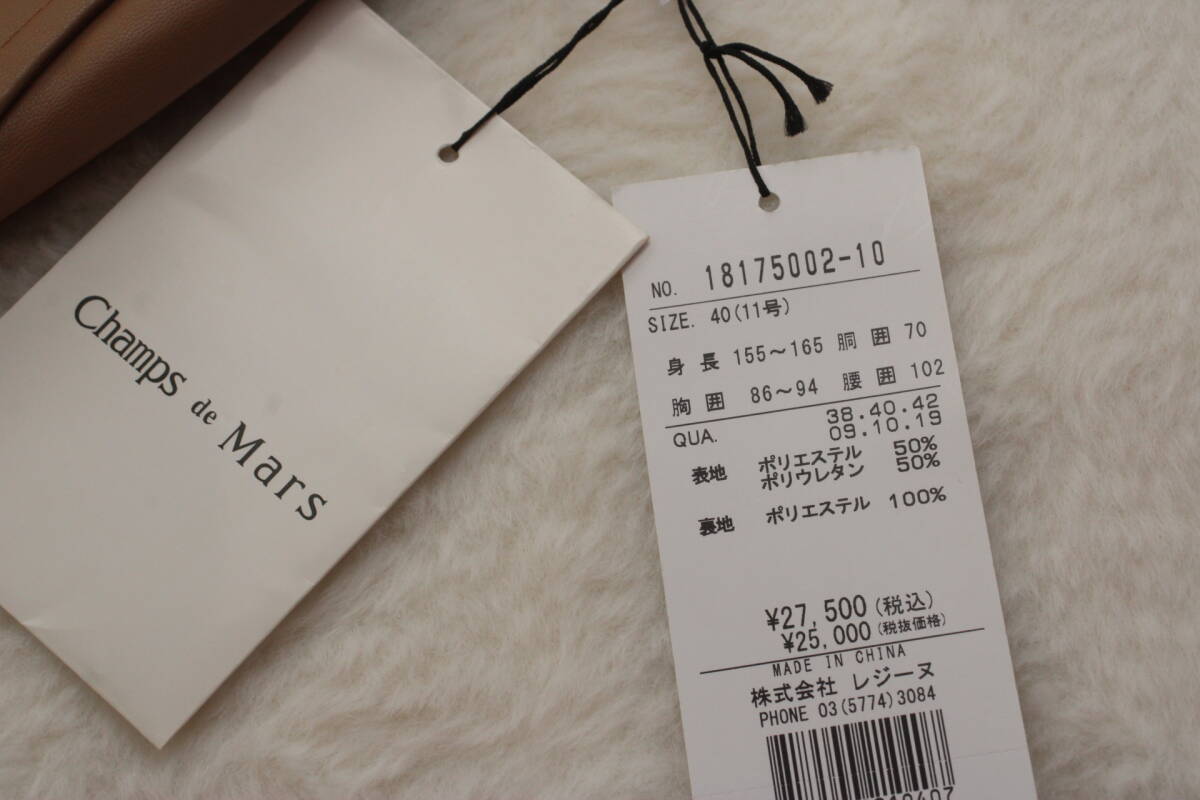 Champs de Mars
NO. 18175002-10
SIZE. 40(11号)
身長 155～165 胴囲 70
胸囲 86～94 腰囲 102
QUA. 38.40.42
09.10.19
表地 ポリエステル 50%
ポリウレタン 50%
裏地 ポリエステル 100%
¥27,500(税込)
¥25,000(税抜価格)
MADE IN CHINA
株式会社 レジーヌ
PHONE 03(5774)3084